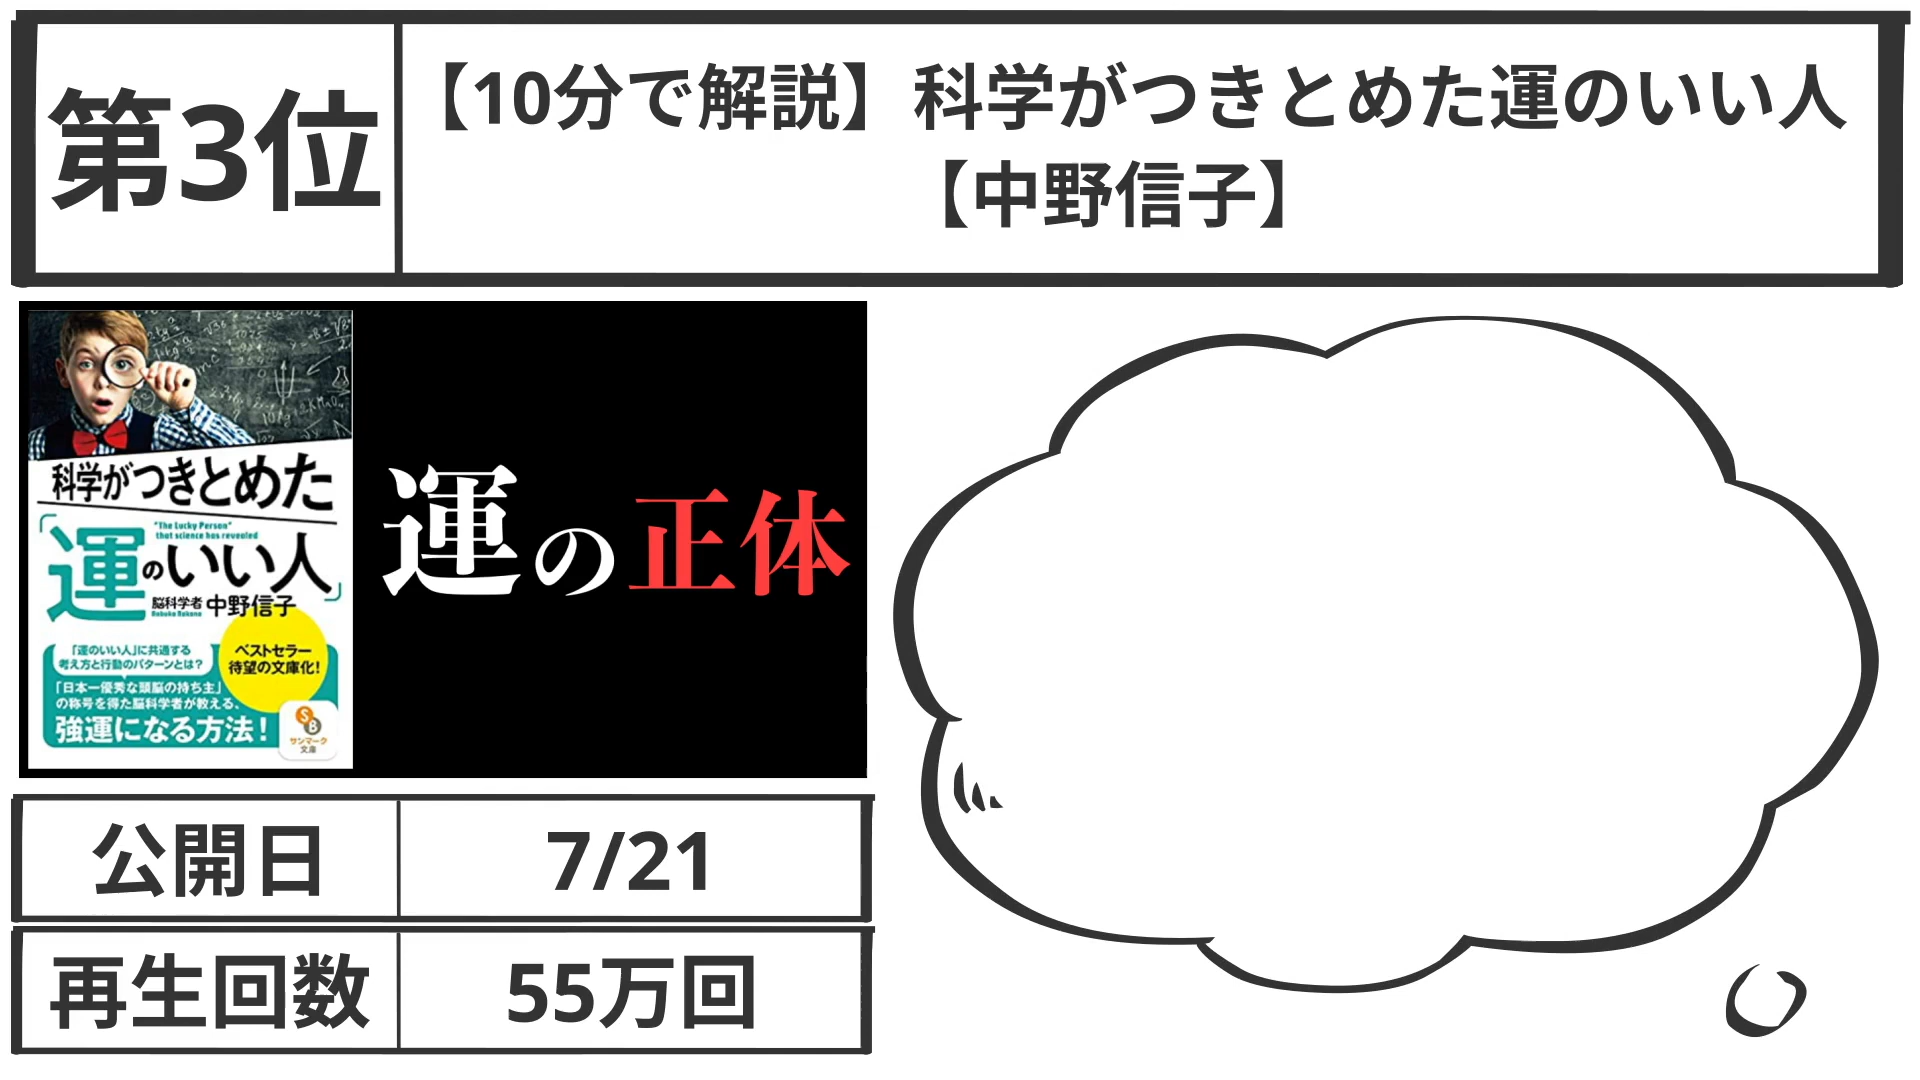 第3位
【10分で解説】科学がつきとめた運のいい人
【中野信子】
科学がつきとめた
"The Lucky Person"
that science has revealed
「運のいい人」
脳科学者 中野信子
Nobuko Nakano
「運のいい人」に共通する
考え方と行動のパターンとは?
ベストセラー
待望の文庫化!
「日本一優秀な頭脳の持ち主」
の称号を得た脳科学者が教える、
強運になる方法!
S
B
サンマーク
文庫
運の正体
公開日
7/21
再生回数
55万回